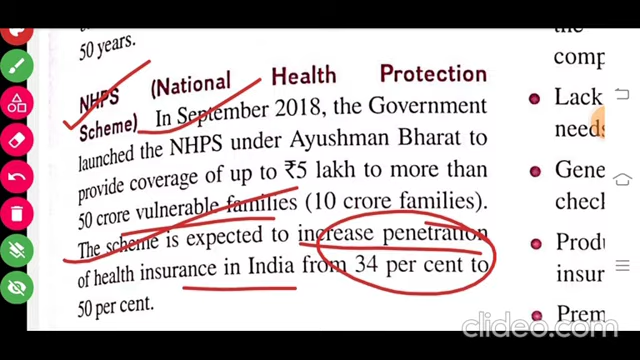 50 years.
NHPS (National Health Protection
Scheme) In September 2018, the Government
launched the NHPS under Ayushman Bharat to
provide coverage of up to ₹5 lakh to more than
50 crore vulnerable families (10 crore families).
The scheme is expected to increase penetration
of health insurance in India from 34 per cent to
50 per cent.
the
comp
Lack
needs
Gene
check
Produ
insur
Prem
clideo.com